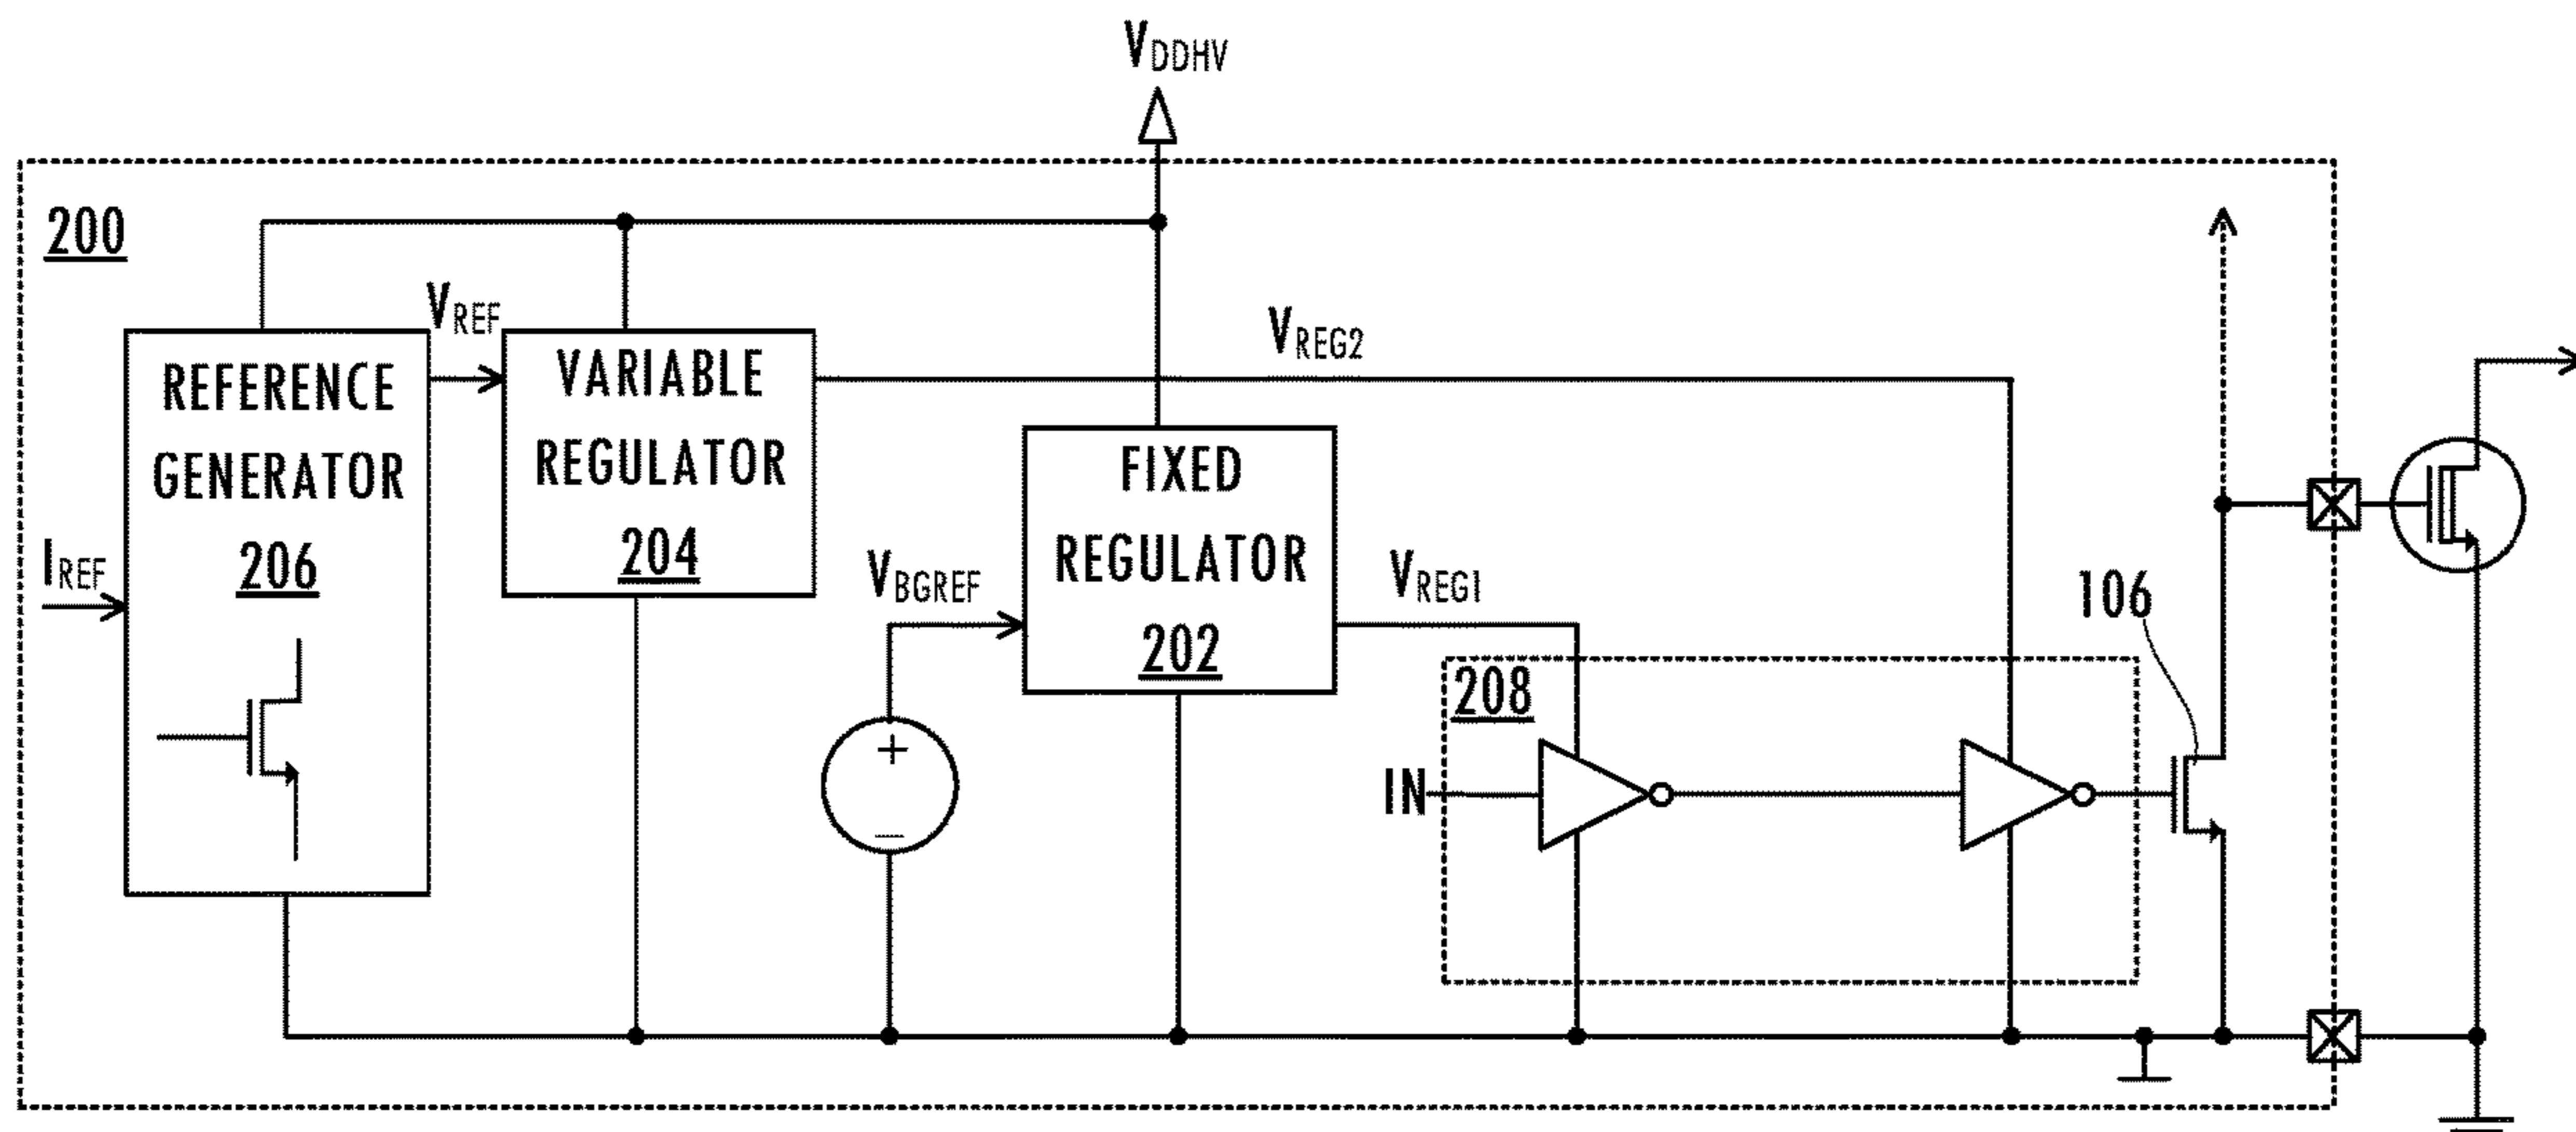 VDDHV
200
VREF
VREG2
REFERENCE
GENERATOR
206
VARIABLE
REGULATOR
204
IREF
FIXED
REGULATOR
202
VBGREF
VREG1
106
208
IN
+
−